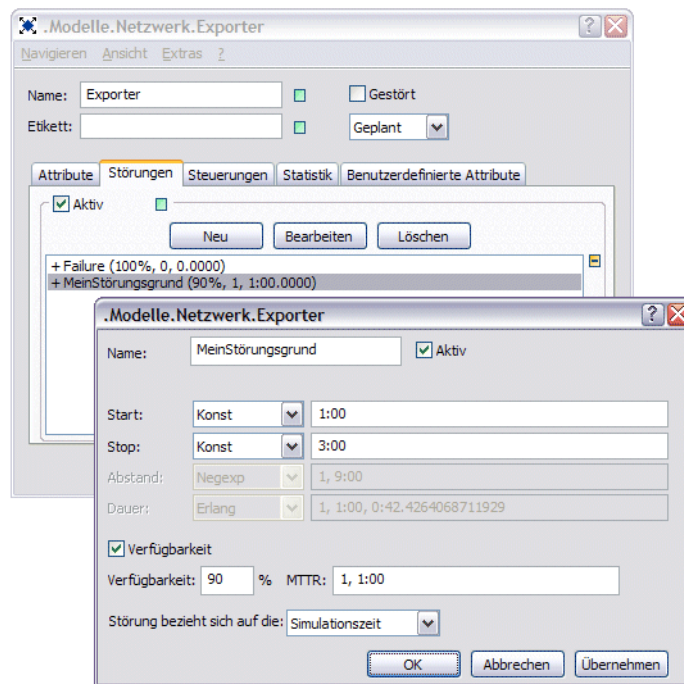 .Modelle.Netzwerk.Exporter
Navigieren Ansicht Extras ?
Name: Exporter Gestört
Etikett: Geplant
Attribute Störungen Steuerungen Statistik Benutzerdefinierte Attribute
Aktiv
Neu Bearbeiten Löschen
+ Failure (100%, 0, 0.0000)
+ MeinStörungsgrund (90%, 1, 1:00.0000)
.Modelle.Netzwerk.Exporter
Name: MeinStörungsgrund Aktiv
Start: Konst 1:00
Stop: Konst 3:00
Abstand: Negexp 1, 9:00
Dauer: Erlang 1, 1:00, 0:42.4264068711929
Verfügbarkeit
Verfügbarkeit: 90 % MTTR: 1, 1:00
Störung bezieht sich auf die: Simulationszeit
OK Abbrechen Übernehmen